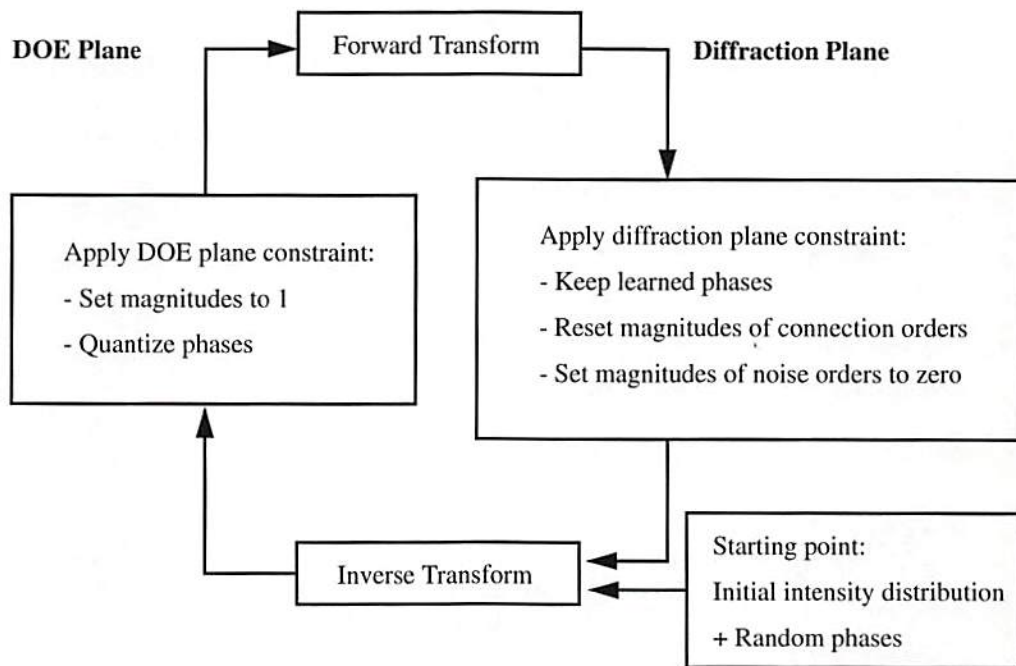 DOE Plane
Forward Transform
Diffraction Plane
Apply DOE plane constraint:
- Set magnitudes to 1
- Quantize phases
Apply diffraction plane constraint:
- Keep learned phases
- Reset magnitudes of connection orders
- Set magnitudes of noise orders to zero
Inverse Transform
Starting point:
Initial intensity distribution
+ Random phases